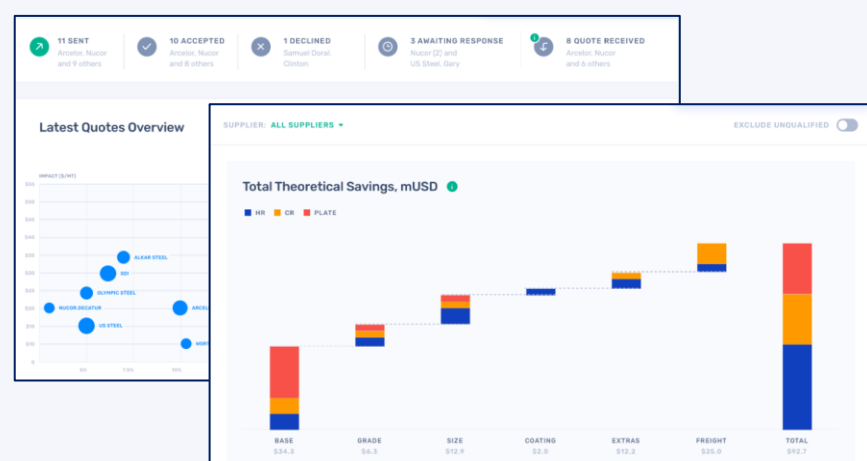 11 SENT
Arcelor, Nucor
and 9 others
10 ACCEPTED
Arcelor, Nucor
and 8 others
1 DECLINED
Samuel Doral.
Clinton
3 AWAITING RESPONSE
Nucor (2) and
US Steel. Gary
8 QUOTE RECEIVED
Arcelor, Nucor
and 6 others
Latest Quotes Overview
IMPACT ($/MT)
ALKAR STEEL
SDI
OLYMPIC STEEL
NUCOR DECATUR
US STEEL
ARCEL
SUPPLIER: ALL SUPPLIERS
EXCLUDE UNQUALIFIED
Total Theoretical Savings, mUSD
HR CR PLATE
BASE GRADE SIZE COATING EXTRAS FREIGHT TOTAL
$34.3 $6.3 $12.9 $2.0 $12.2 $25.0 $92.7